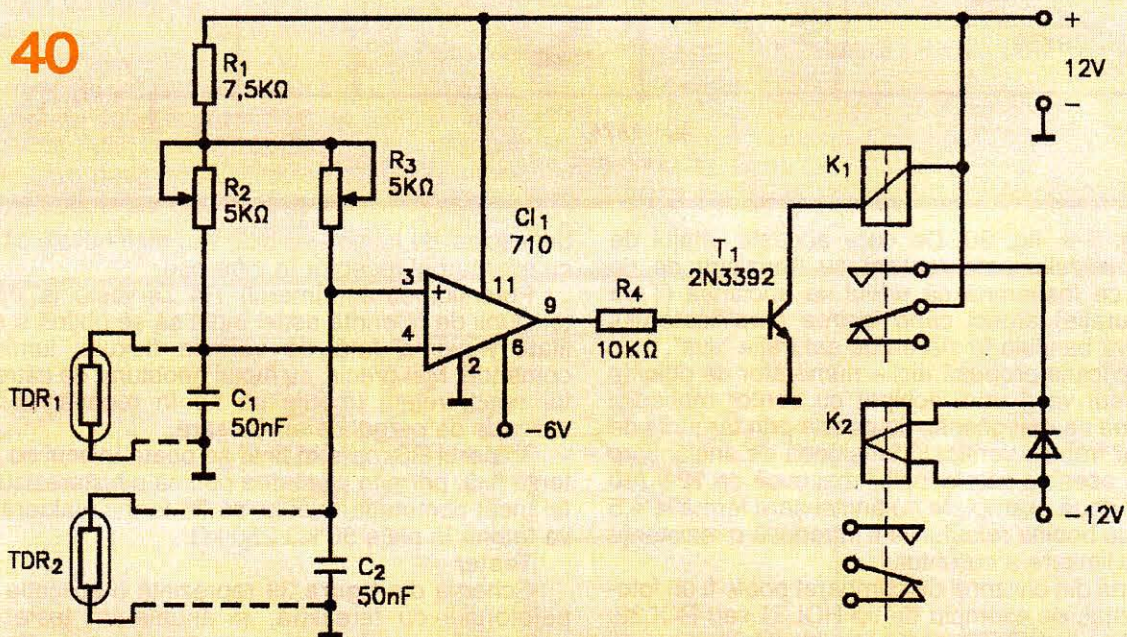 40
R1
7,5KΩ
+
12V
-
R2
5KΩ
R3
5KΩ
CI1
710
3
+
11
4
9
2
6
-6V
R4
10KΩ
T1
2N3392
K1
K2
-12V
TDR1
C1
50nF
TDR2
C2
50nF